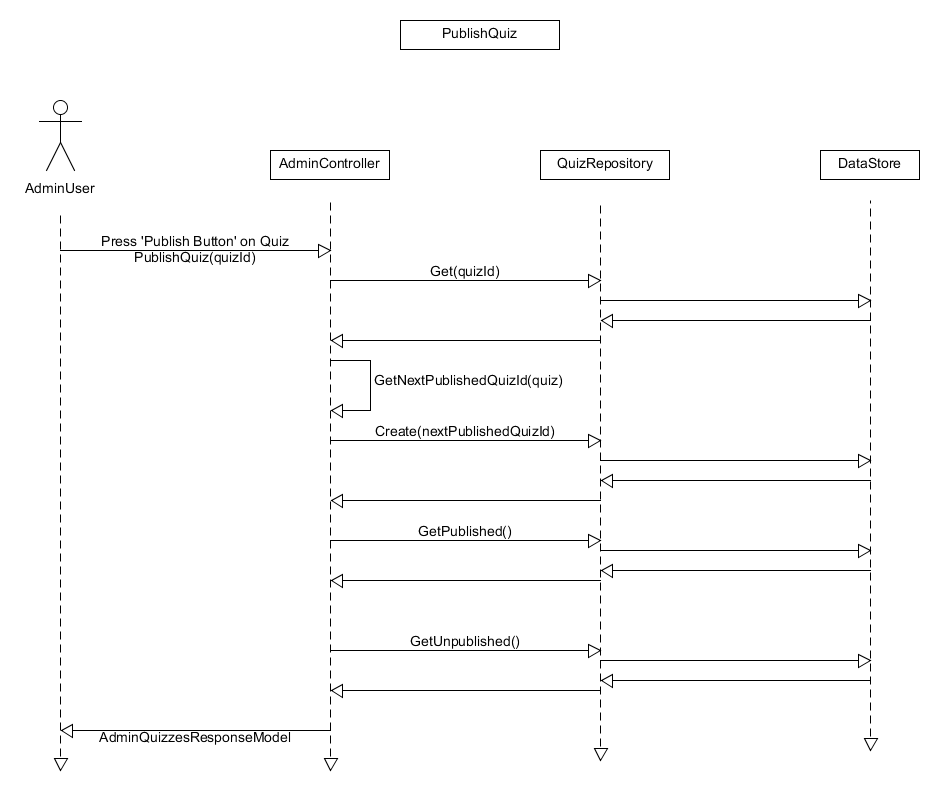 PublishQuiz
AdminUser
AdminController
QuizRepository
DataStore
Press 'Publish Button' on Quiz
PublishQuiz(quizId)
Get(quizId)
GetNextPublishedQuizId(quiz)
Create(nextPublishedQuizId)
GetPublished()
GetUnpublished()
AdminQuizzesResponseModel